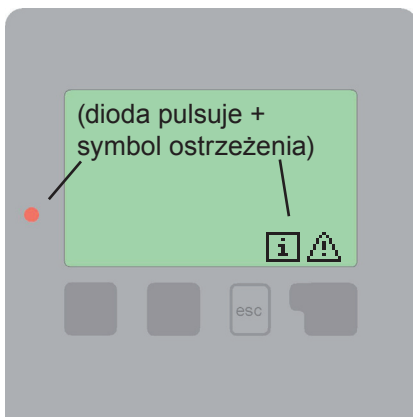 (dioda pulsuje +
symbol ostrzeżenia)
i
esc